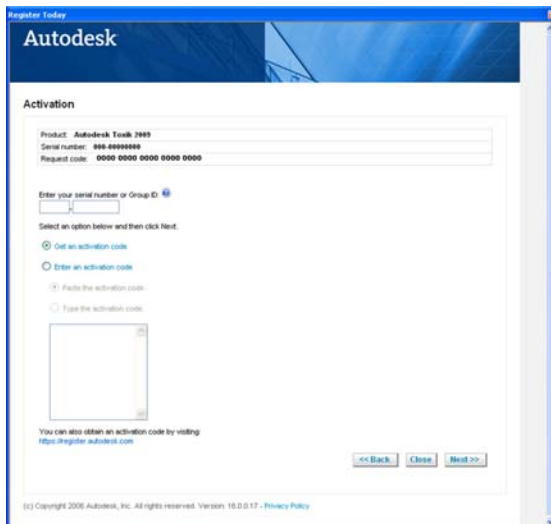 Register Today
Autodesk
Activation
Product: Autodesk Toxik 2009
Serial number: 000-00000000
Request code: 0000 0000 0000 0000 0000
Enter your serial number or Group ID:
Select an option below and then click Next.
Get an activation code
Enter an activation code
Paste the activation code
Type the activation code
You can also obtain an activation code by visiting:
https://register.autodesk.com
<< Back Close Next >>
(c) Copyright 2006 Autodesk, Inc. All rights reserved. Version: 16.0.0.17 - Privacy Policy